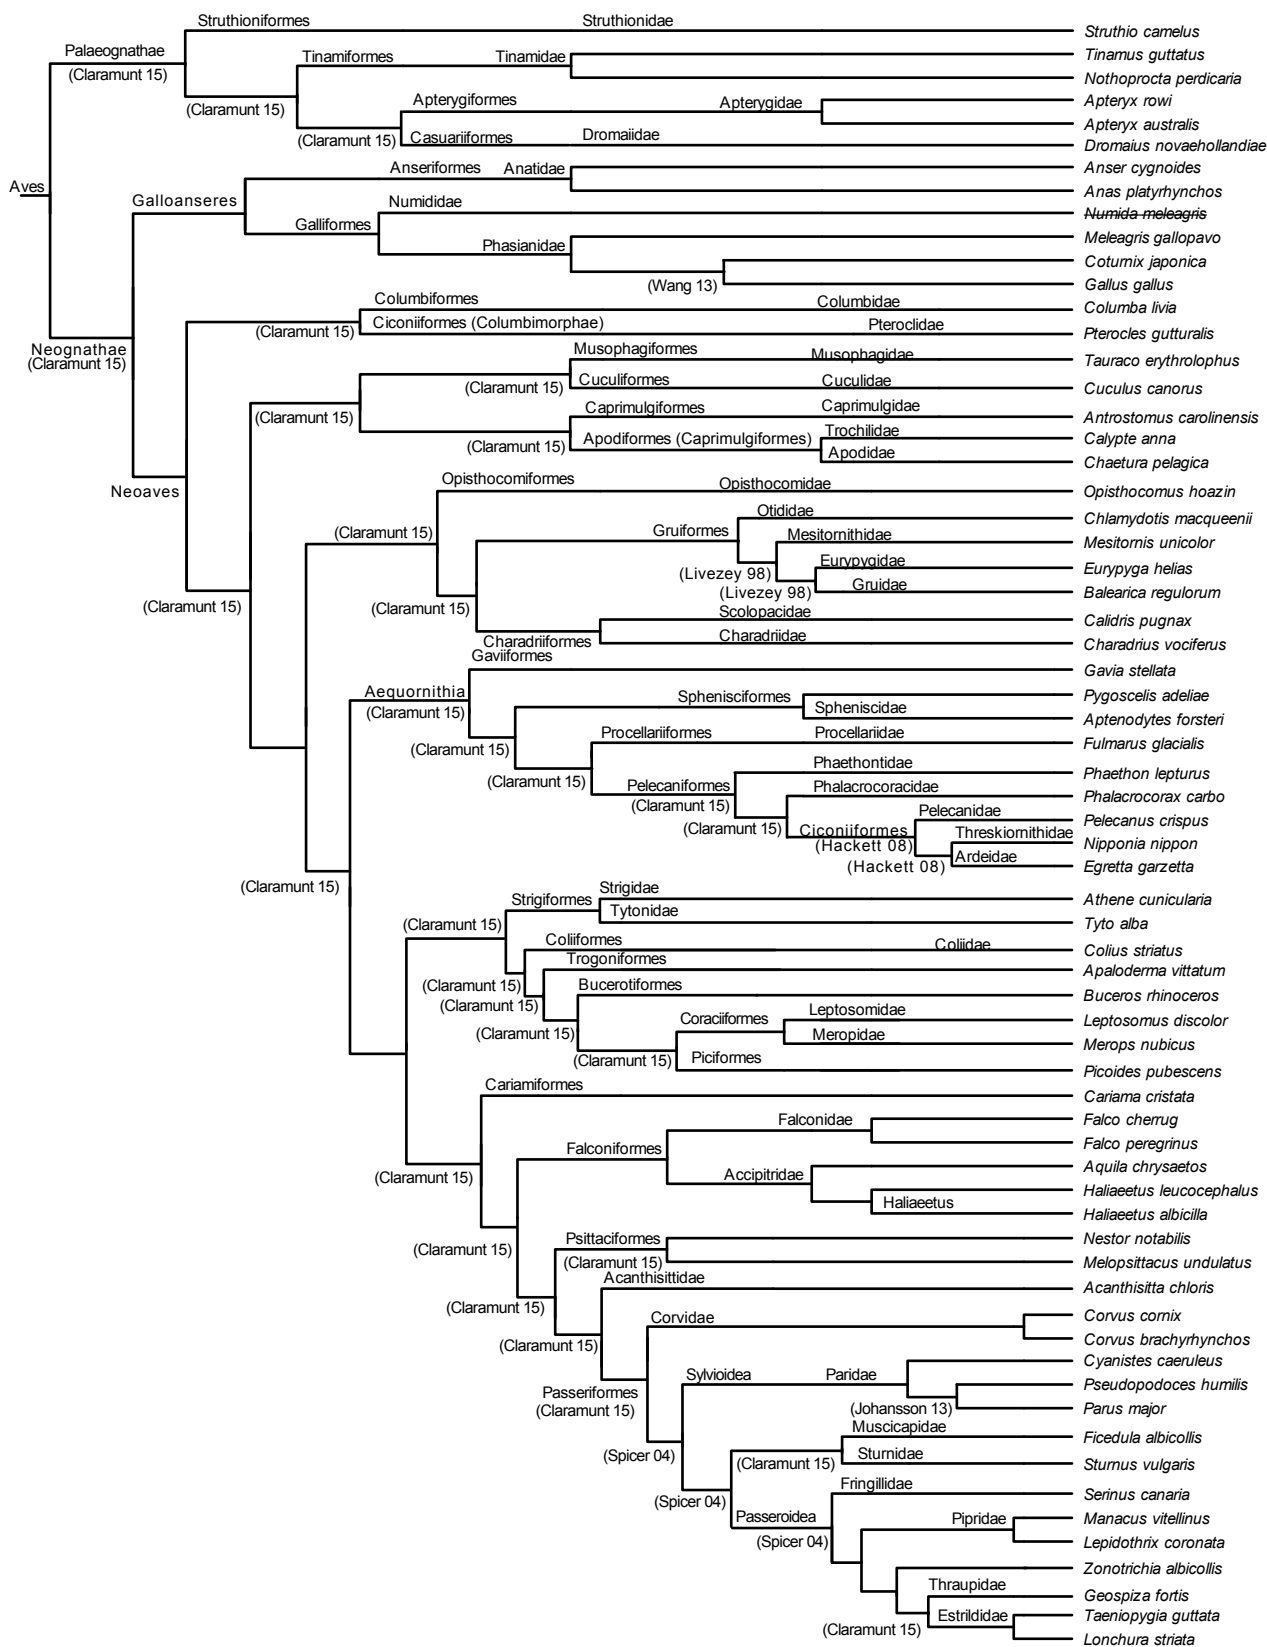 Struthioniformes Struthionidae Struthio camelus
Palaeognathae
(Claramunt 15)
Tinamiformes Tinamidae Tinamus guttatus
Nothoprocta perdicaria
(Claramunt 15)
Apterygiformes Apterygidae Apteryx rowi
Apteryx australis
(Claramunt 15) Casuariiformes Dromaiidae Dromaius novaehollandiae
Aves
Anseriformes Anatidae Anser cygnoides
Anas platyrhynchos
Galloanseres
Numididae Numida meleagris
Galliformes
Phasianidae Meleagris gallopavo
Coturnix japonica
(Wang 13) Gallus gallus
Columbiformes Columbidae Columba livia
(Claramunt 15) Ciconiiformes (Columbimorphae) Pteroclidae Pterocles gutturalis
Neognathae
(Claramunt 15)
Musophagiformes Musophagidae Tauraco erythrolophus
(Claramunt 15) Cuculiformes Cuculidae Cuculus canorus
(Claramunt 15)
Caprimulgiformes Caprimulgidae Antrostomus carolinensis
(Claramunt 15) Apodiformes (Caprimulgiformes) Trochilidae Calypte anna
Apodidae Chaetura pelagica
Neoaves
Opisthocomiformes Opisthocomidae Opisthocomus hoazin
(Claramunt 15)
Otididae Chlamydotis macqueenii
Gruiformes Mesitornithidae Mesitornis unicolor
(Livezey 98) Eurypygidae Eurypyga helias
(Livezey 98) Gruidae Balearica regulorum
(Claramunt 15)
(Claramunt 15)
Scolopacidae Calidris pugnax
Charadriiformes Charadriidae Charadrius vociferus
Gaviiformes Gavia stellata
Aequornithia
(Claramunt 15)
Sphenisciformes Pygoscelis adeliae
Spheniscidae Aptenodytes forsteri
(Claramunt 15)
Procellariiformes Procellariidae Fulmarus glacialis
(Claramunt 15)
Phaethontidae Phaethon lepturus
Pelecaniformes Phalacrocoracidae Phalacrocorax carbo
(Claramunt 15)
(Claramunt 15) Ciconiiformes Pelecanidae Pelecanus crispus
(Hackett 08) Threskiornithidae Nipponia nippon
(Hackett 08) Ardeidae Egretta garzetta
(Claramunt 15)
Strigiformes Strigidae Athene cunicularia
(Claramunt 15) Tytonidae Tyto alba
Coliiformes Coliidae Colius striatus
Trogoniformes Apaloderma vittatum
(Claramunt 15)
(Claramunt 15)
Bucerotiformes Buceros rhinoceros
(Claramunt 15)
Coraciiformes Leptosomidae Leptosomus discolor
Meropidae Merops nubicus
(Claramunt 15) Piciformes Picoides pubescens
Cariamiformes Cariama cristata
(Claramunt 15)
Falconidae Falco cherrug
Falco peregrinus
Falconiformes
Accipitridae Aquila chrysaetos
Haliaeetus leucocephalus
Haliaeetus
Haliaeetus albicilla
(Claramunt 15)
Psittaciformes Nestor notabilis
(Claramunt 15) Melopsittacus undulatus
(Claramunt 15)
Acanthisittidae Acanthisitta chloris
(Claramunt 15)
Corvidae Corvus cornix
Corvus brachyrhynchos
Passeriformes
(Claramunt 15)
Sylvioidea Paridae Cyanistes caeruleus
Pseudopodoces humilis
(Johansson 13) Parus major
(Spicer 04)
Muscicapidae Ficedula albicollis
(Claramunt 15) Sturnidae Sturnus vulgaris
(Spicer 04)
Passeroidea
(Spicer 04)
Fringillidae Serinus canaria
Pipridae Manacus vitellinus
Lepidothrix coronata
Zonotrichia albicollis
Thraupidae Geospiza fortis
(Claramunt 15) Estrildidae Taeniopygia guttata
Lonchura striata